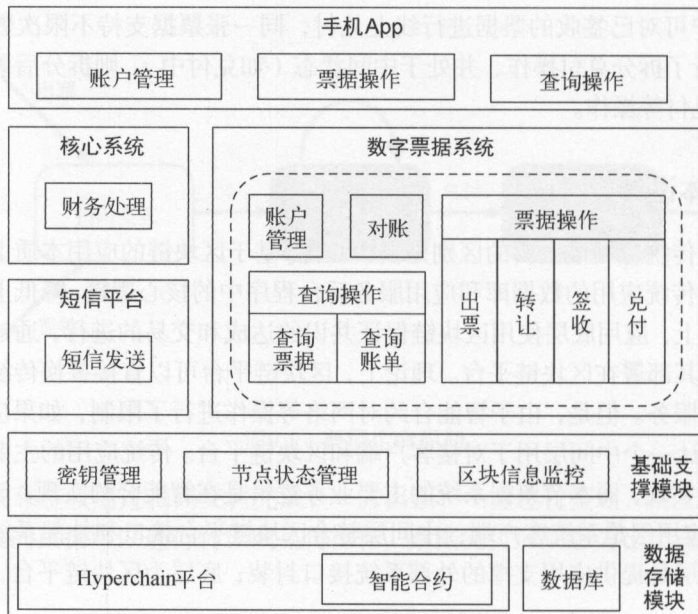 手机App
账户管理
票据操作
查询操作
核心系统
财务处理
短信平台
短信发送
数字票据系统
账户
管理
对账
票据操作
查询操作
查询
票据
查询
账单
出票
转让
签收
兑付
密钥管理
节点状态管理
区块信息监控
基础支
撑模块
Hyperchain平台
智能合约
数据库
数据
存储
模块